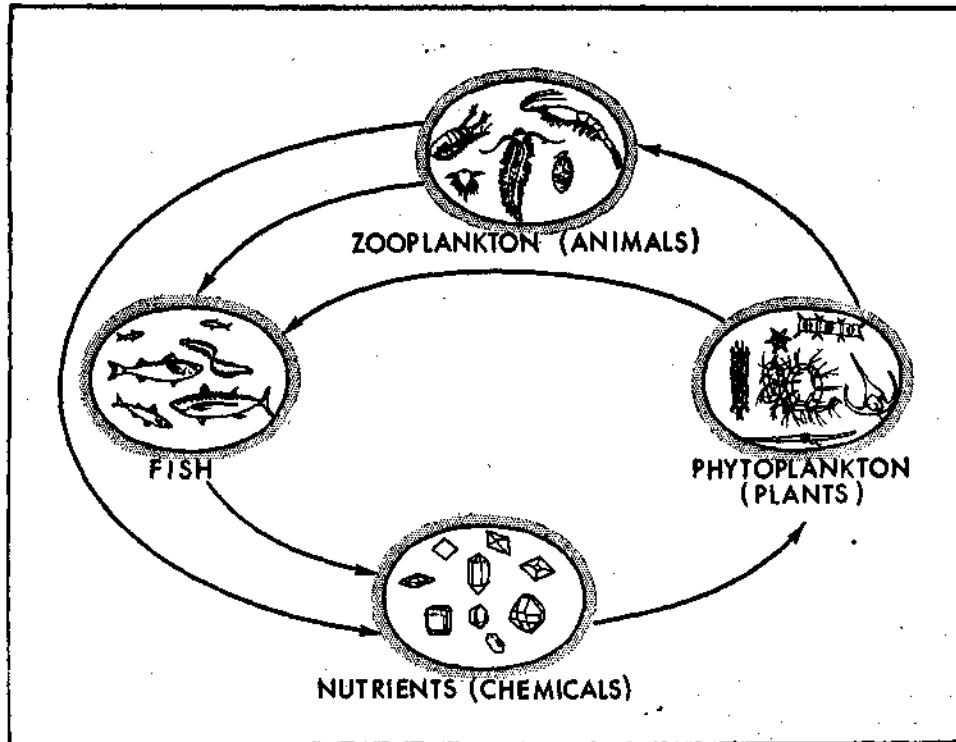 ZOOPLANKTON (ANIMALS)
FISH
PHYTOPLANKTON
(PLANTS)
NUTRIENTS (CHEMICALS)